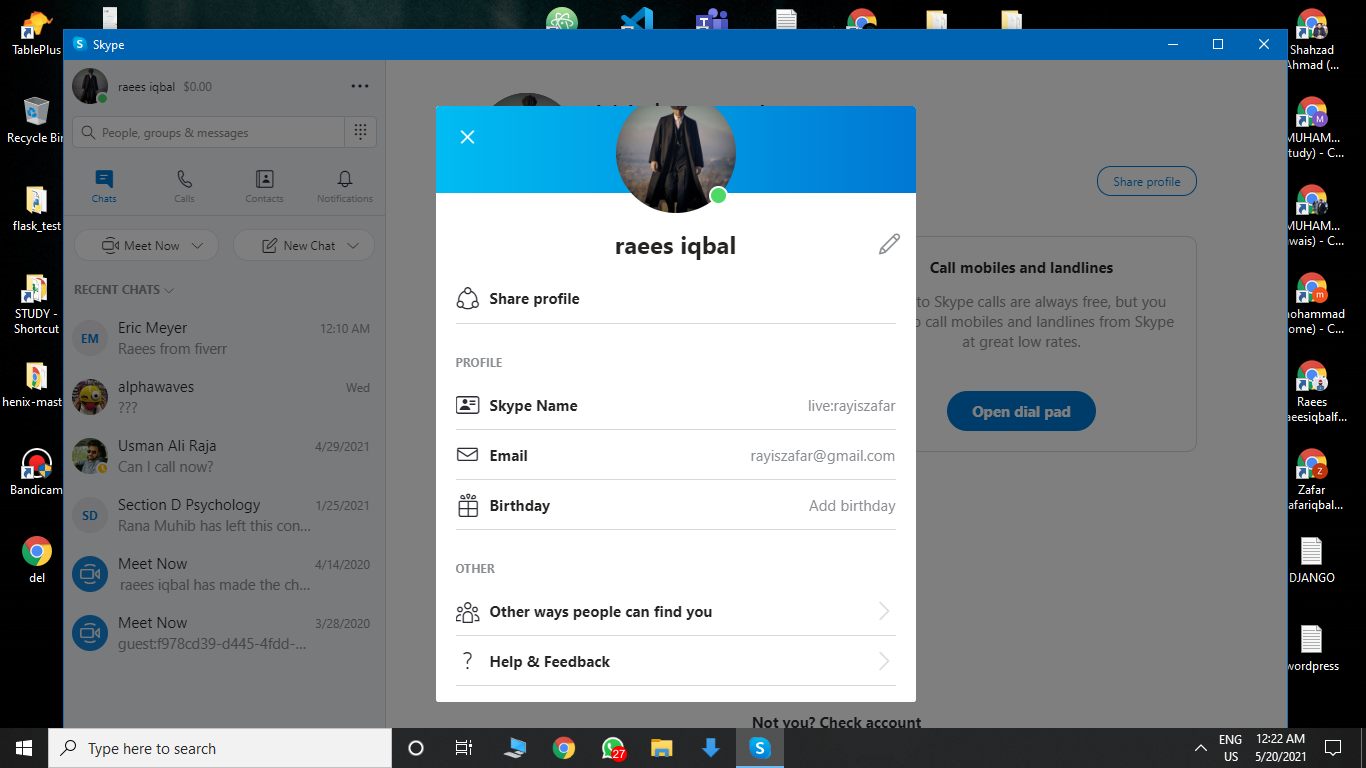 TablePlus
Recycle Bin
flask_test
STUDY -
Shortcut
henix-mast
Bandicam
del
Skype
raees iqbal $0.00
People, groups & messages
Chats
Calls
Contacts
Notifications
Meet Now
New Chat
RECENT CHATS
EM
Eric Meyer 12:10 AM
Raees from fiverr
alphawaves Wed
???
Usman Ali Raja 4/29/2021
Can I call now?
SD
Section D Psychology 1/25/2021
Rana Muhib has left this con...
Meet Now 4/14/2020
raees iqbal has made the ch...
Meet Now 3/28/2020
guest:f978cd39-d445-4fdd-...
raees iqbal
Share profile
PROFILE
Skype Name live:rayiszafar
Email rayiszafar@gmail.com
Birthday Add birthday
OTHER
Other ways people can find you
Help & Feedback
Share profile
Call mobiles and landlines
to Skype calls are always free, but you
call mobiles and landlines from Skype
at great low rates.
Open dial pad
Not you? Check account
Shahzad
Ahmad (...
M
MUHAM...
tudy) - C...
MUHAM...
wais) - C...
m
mohammad
ome) - C...
Raees
aeesiqbalf...
Z
Zafar
afariqbal...
DJANGO
wordpress
Type here to search
27
ENG
US
12:22 AM
5/20/2021